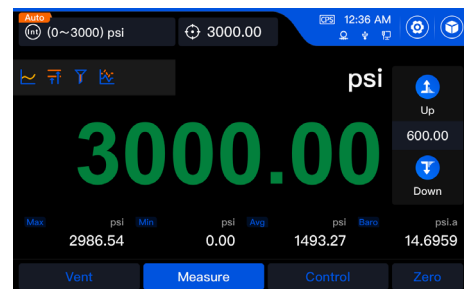 Auto
Int (0~3000) psi
3000.00
CPS 12:36 AM
psi
3000.00
Up
600.00
Down
Max psi Min psi Avg psi Baro psi.a
2986.54 0.00 1493.27 14.6959
Vent Measure Control Zero